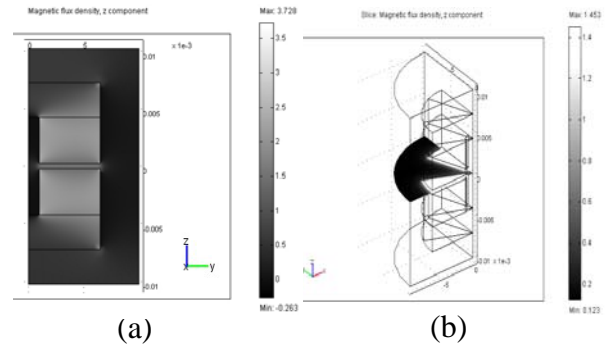 Magnetic flux density, z component
Max: 3.728
0
5
x 1e-3
0.01
0.005
0
-0.005
-0.01
3.5
3
2.5
2
1.5
1
0.5
0
Min: -0.263
z
x
y
(a)
Slice: Magnetic flux density, z component
Max: 1.453
0.01
0.005
0
-0.005
-0.01
0
-5
x 1e-3
1.4
1.2
1
0.8
0.6
0.4
0.2
Min: 0.123
(b)